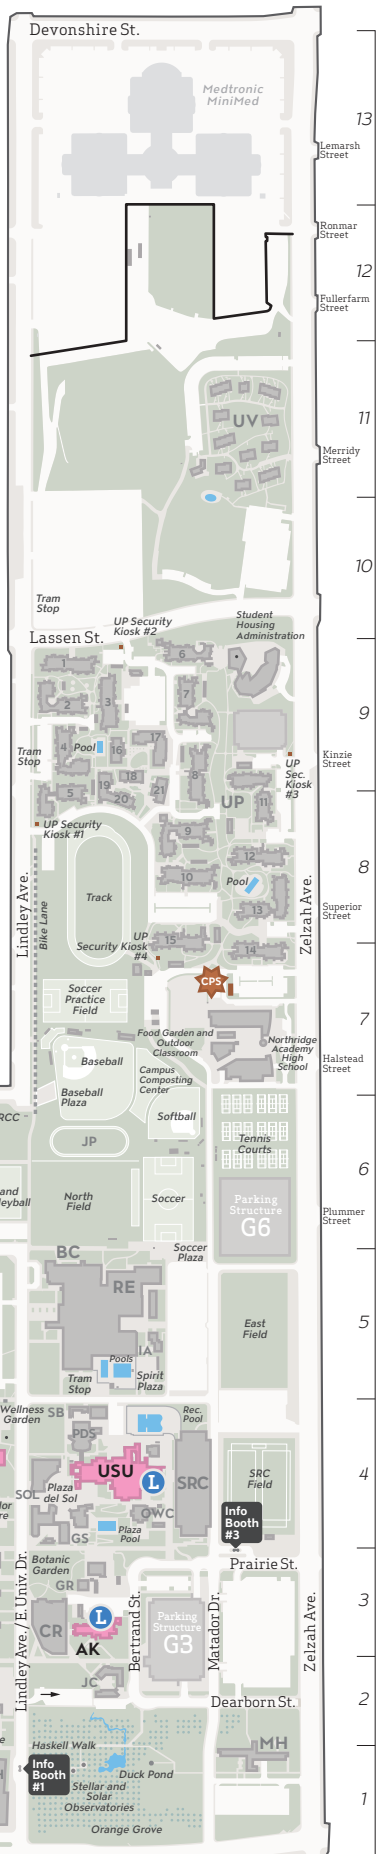 Devonshire St.
Medtronic
MiniMed
13
Lemarsh
Street
Ronmar
Street
12
Fullerfarm
Street
11
UV
Merridy
Street
10
Tram
Stop
UP Security
Kiosk #2
Student
Housing
Administration
Lassen St.
1
6
2
3
7
9
4
Pool
16
17
Tram
Stop
8
UP
Sec.
Kiosk
#3
Kinzie
Street
5
19
18
20
21
UP
11
UP Security
Kiosk #1
9
12
8
10
Pool
Track
13
Lindley Ave.
Bike Lane
Zelzah Ave.
Superior
Street
UP
Security Kiosk
#4
15
14
CPS
Soccer
Practice
Field
7
Food Garden and
Outdoor
Classroom
Northridge
Academy
High
School
Halstead
Street
Baseball
Campus
Composting
Center
Baseball
Plaza
RCC
Softball
JP
Tennis
Courts
6
and
leyball
North
Field
Soccer
Parking
Structure
G6
Plummer
Street
BC
Soccer
Plaza
RE
East
Field
5
IA
Pools
Tram
Stop
Spirit
Plaza
Wellness
Garden
SB
Rec.
Pool
PDS
USU
L
SRC
SRC
Field
4
SOL
Plaza
del Sol
lor
re
OWC
Info
Booth
#3
GS
Plaza
Pool
Botanic
Garden
Prairie St.
GR
Lindley Ave./ E. Univ. Dr.
CR
L
AK
Bertrand St.
Parking
Structure
G3
Matador Dr.
Zelzah Ave.
3
JC
Dearborn St.
2
Haskell Walk
MH
Info
Booth
#1
Duck Pond
Stellar and
Solar
Observatories
1
Orange Grove